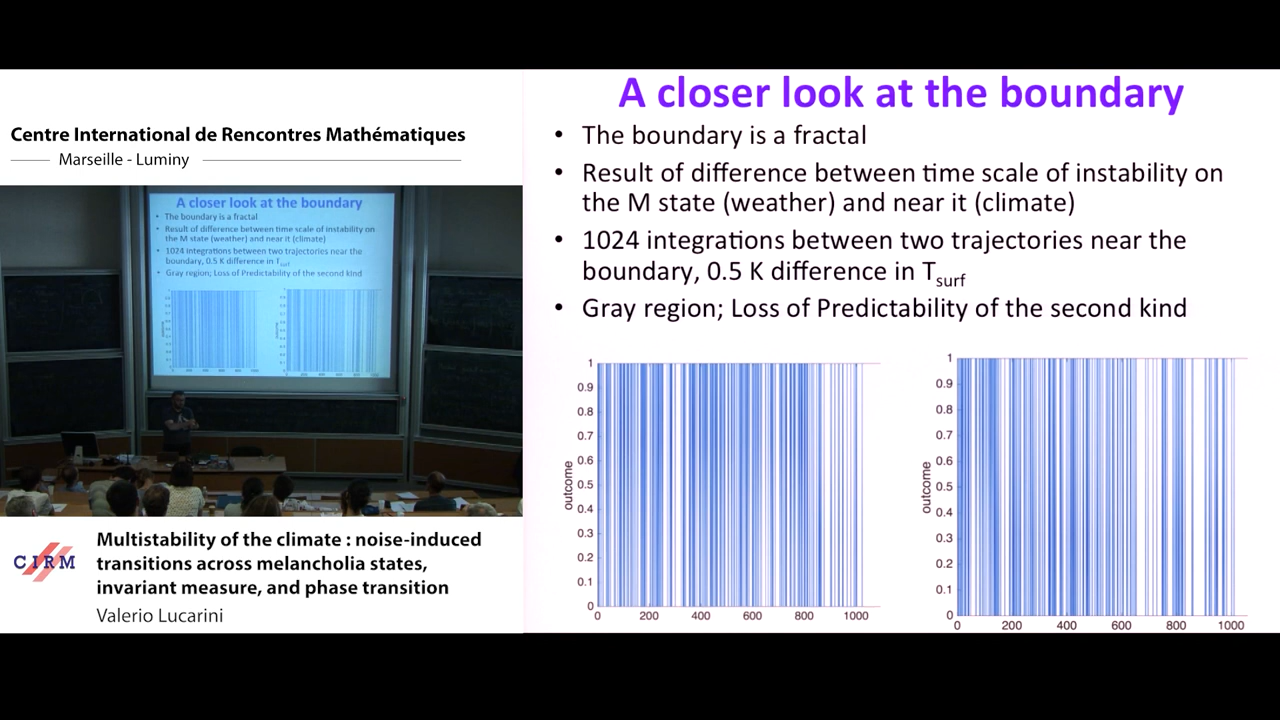 Centre International de Rencontres Mathématiques
Marseille - Luminy
A closer look at the boundary
• The boundary is a fractal
• Result of difference between time scale of instability on
the M state (weather) and near it (climate)
• 1024 integrations between two trajectories near the
boundary, 0.5 K difference in Tsurf
• Gray region; Loss of Predictability of the second kind
A closer look at the boundary
• The boundary is a fractal
• Result of difference between time scale of instability on
the M state (weather) and near it (climate)
• 1024 integrations between two trajectories near the
boundary, 0.5 K difference in Tsurf
• Gray region; Loss of Predictability of the second kind
outcome
1
0.9
0.8
0.7
0.6
0.5
0.4
0.3
0.2
0.1
0
0 200 400 600 800 1000
outcome
1
0.9
0.8
0.7
0.6
0.5
0.4
0.3
0.2
0.1
0
0 200 400 600 800 1000
CIRM
Multistability of the climate : noise-induced
transitions across melancholia states,
invariant measure, and phase transition
Valerio Lucarini